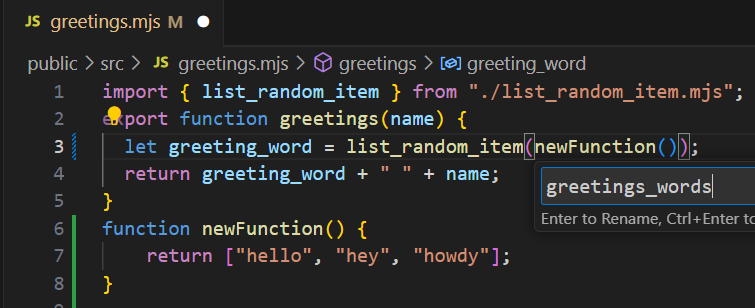 JS greetings.mjs M
public > src > JS greetings.mjs > greetings > greeting_word
1 import { list_random_item } from "./list_random_item.mjs";
2 export function greetings(name) {
3 let greeting_word = list_random_item(newFunction());
4 return greeting_word + " " + name;
greetings_words
5 }
Enter to Rename, Ctrl+Enter to
6 function newFunction() {
7 return ["hello", "hey", "howdy"];
8 }